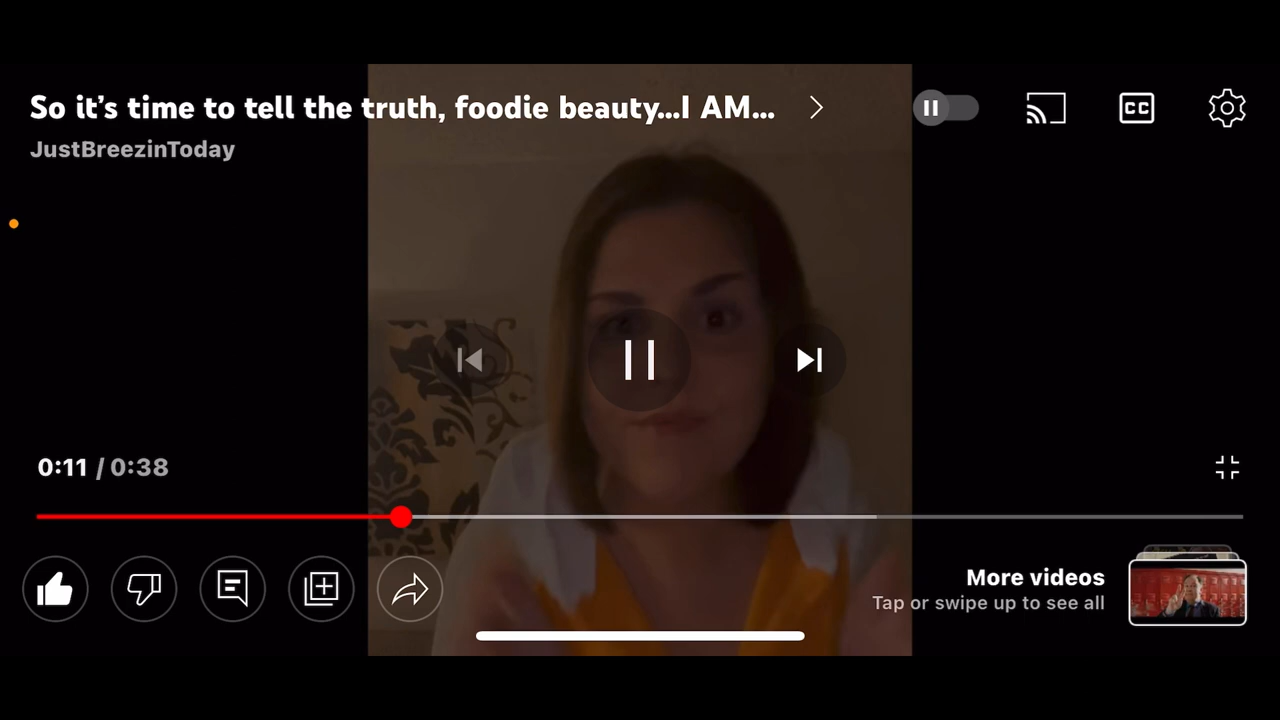 So it's time to tell the truth, foodie beauty...I AM...
JustBreezinToday
CC
0:11 / 0:38
More videos
Tap or swipe up to see all